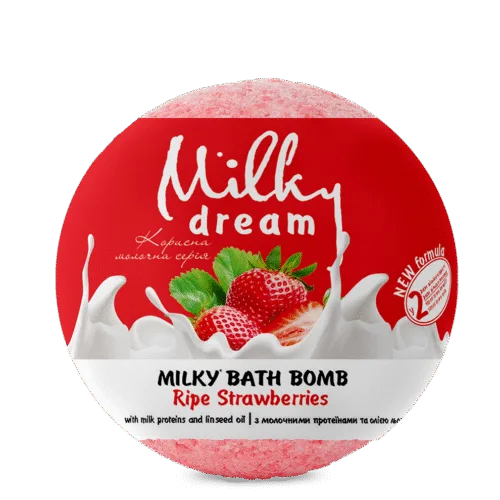 Milky
dream
Корисна
молочна серія
NEW formula
2
MILKY BATH BOMB
Ripe Strawberries
with milk proteins and linseed oil | з молочними протеїнами та олією